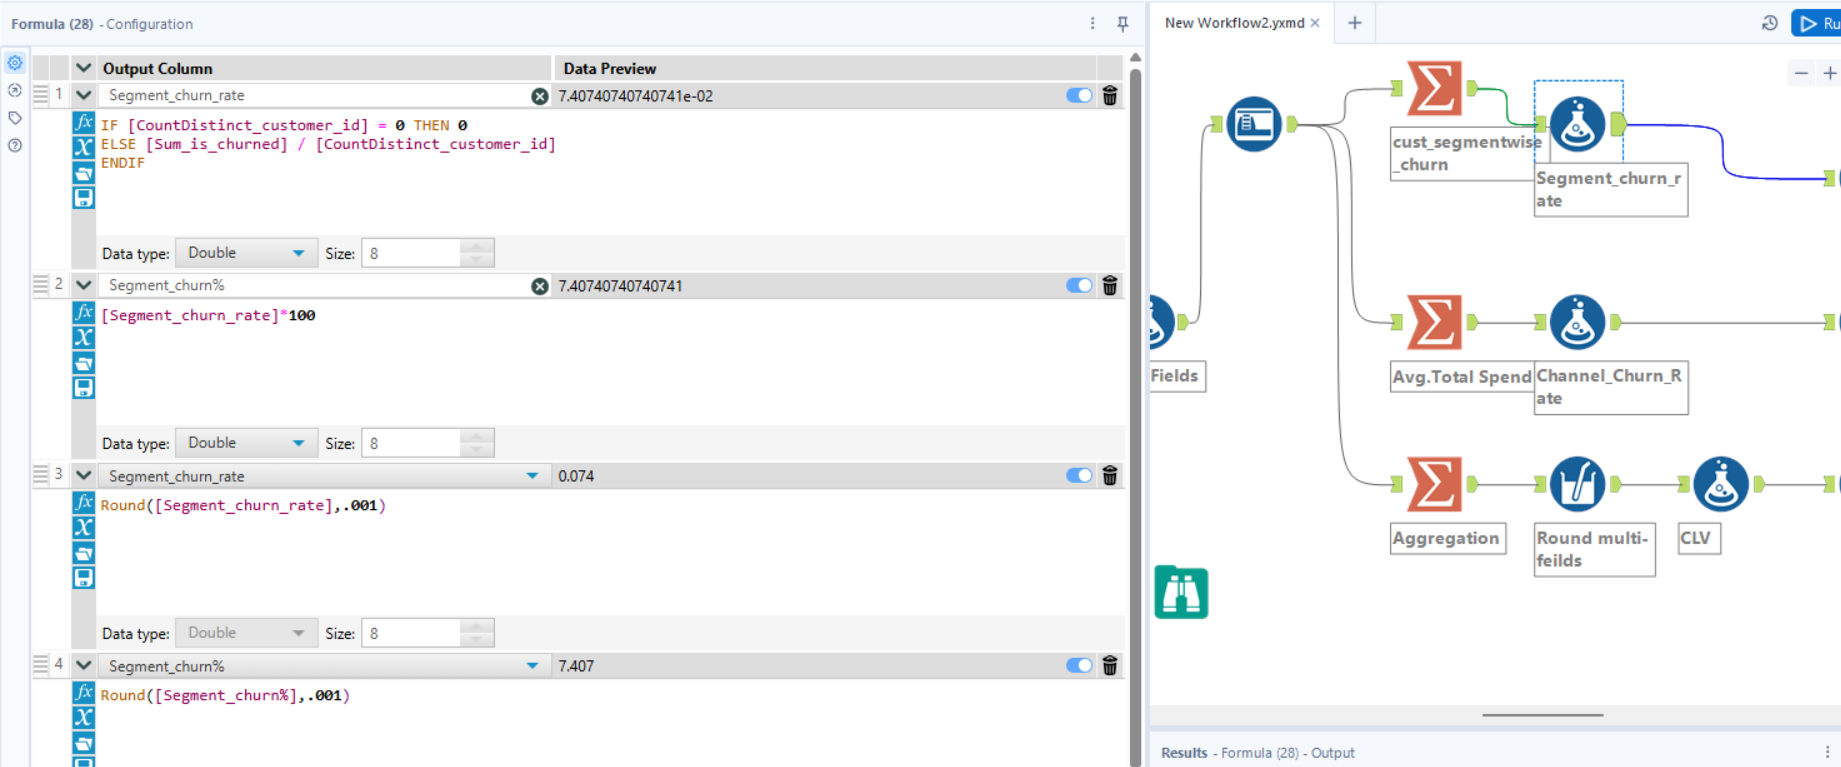 Formula (28) - Configuration
Output Column Data Preview
1 Segment_churn_rate 7.40740740740741e-02
IF [CountDistinct_customer_id] = 0 THEN 0
ELSE [Sum_is_churned] / [CountDistinct_customer_id]
ENDIF
Data type: Double Size: 8
2 Segment_churn% 7.40740740740741
[Segment_churn_rate]*100
Data type: Double Size: 8
3 Segment_churn_rate 0.074
Round([Segment_churn_rate],.001)
Data type: Double Size: 8
4 Segment_churn% 7.407
Round([Segment_churn%],.001)
New Workflow2.yxmd
Ru
cust_segmentwise
_churn
Segment_churn_r
ate
Fields
Avg.Total Spend
Channel_Churn_R
ate
Aggregation
Round multi-
feilds
CLV
Results - Formula (28) - Output